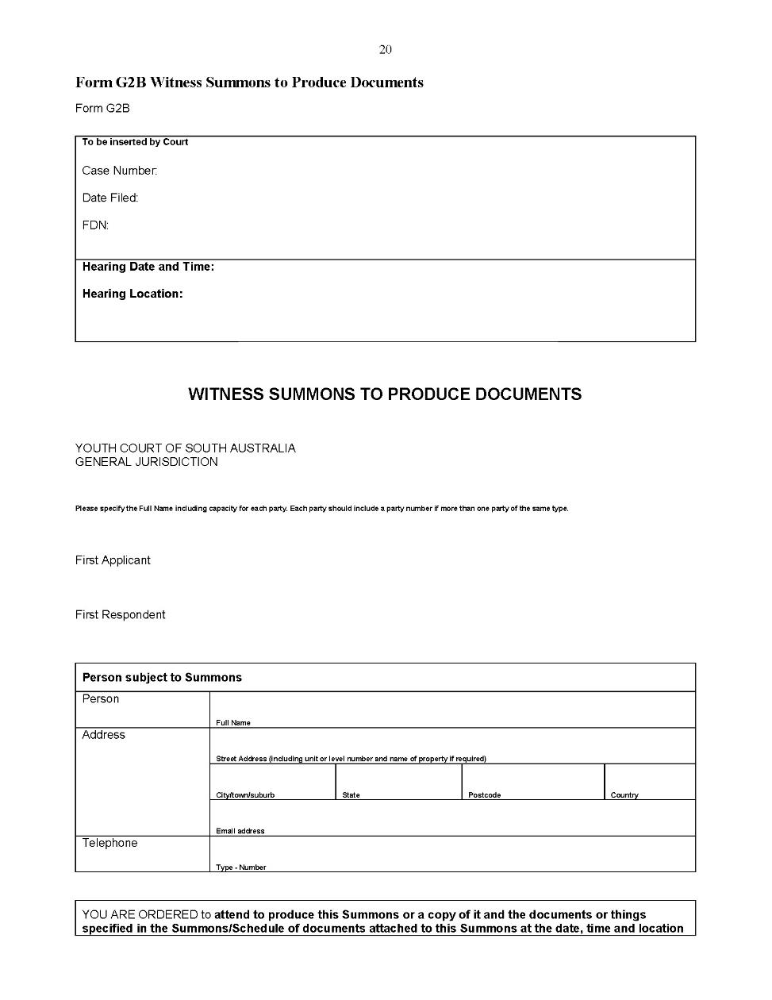 20
Form G2B Witness Summons to Produce Documents
Form G2B
To be inserted by Court
Case Number:
Date Filed:
FDN:
Hearing Date and Time:
Hearing Location:
WITNESS SUMMONS TO PRODUCE DOCUMENTS
YOUTH COURT OF SOUTH AUSTRALIA
GENERAL JURISDICTION
Please specify the Full Name including capacity for each party. Each party should include a party number if more than one party of the same type.
First Applicant
First Respondent
Person subject to Summons
Person
Full Name
Address
Street Address (including unit or level number and name of property if required)
City/town/suburb State Postcode Country
Email address
Telephone
Type - Number
YOU ARE ORDERED to attend to produce this Summons or a copy of it and the documents or things
specified in the Summons/Schedule of documents attached to this Summons at the date, time and location